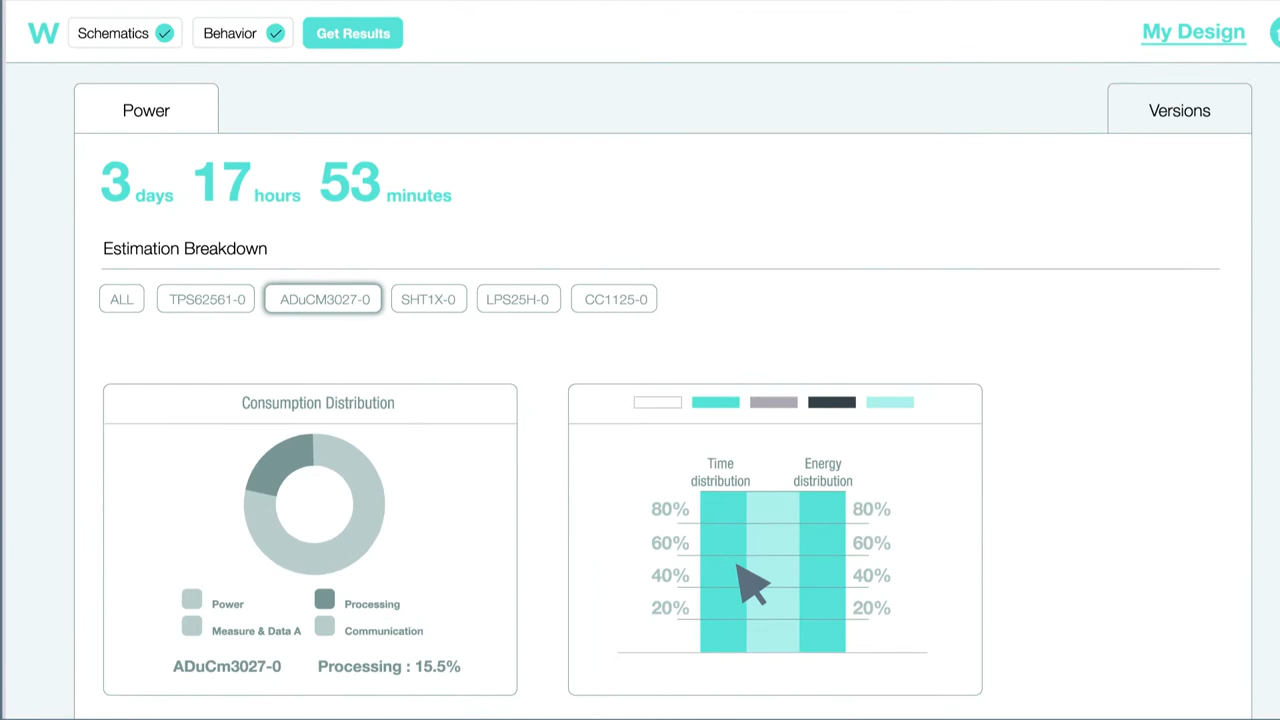 W Schematics Behavior Get Results My Design
Power Versions
3 days 17 hours 53 minutes
Estimation Breakdown
ALL TPS62561-0 ADuCM3027-0 SHT1X-0 LPS25H-0 CC1125-0
Consumption Distribution
Power Processing
Measure & Data A Communication
ADuCm3027-0 Processing : 15.5%
Time distribution
Energy distribution
80% 80%
60% 60%
40% 40%
20% 20%